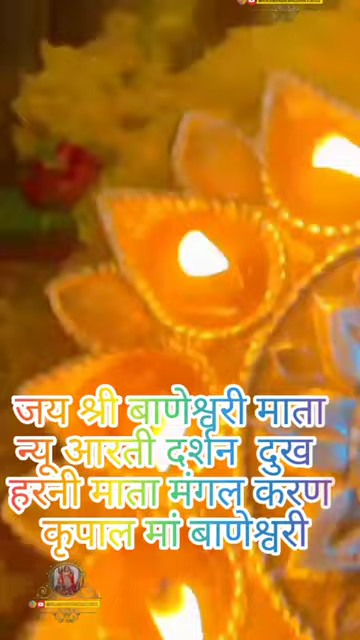 जय श्री बाणेश्वरी माता
न्यू आरती दर्शन दुख
हरनी माता मंगल करण
कृपाल मां बाणेश्वरी